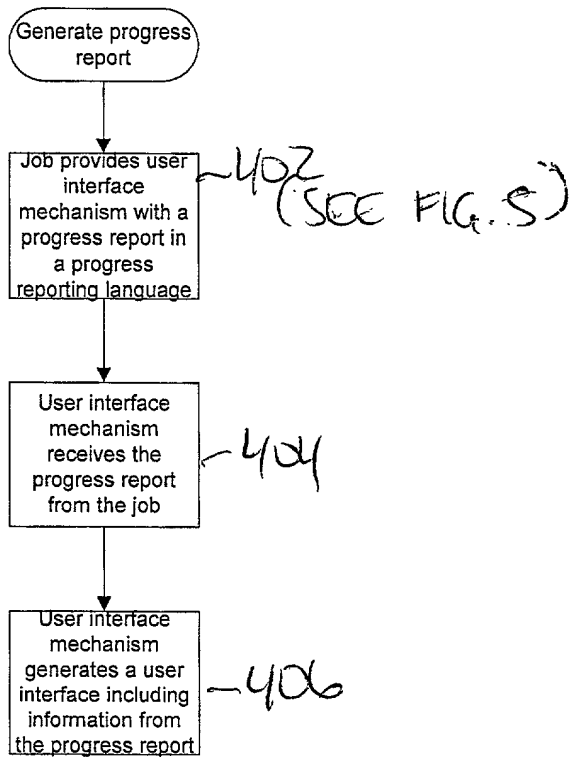 Generate progress
report
Job provides user
interface
mechanism with a
progress report in
a progress
reporting language
402
(SEE FIG. 5)
User interface
mechanism
receives the
progress report
from the job
404
User interface
mechanism
generates a user
interface including
information from
the progress report
406